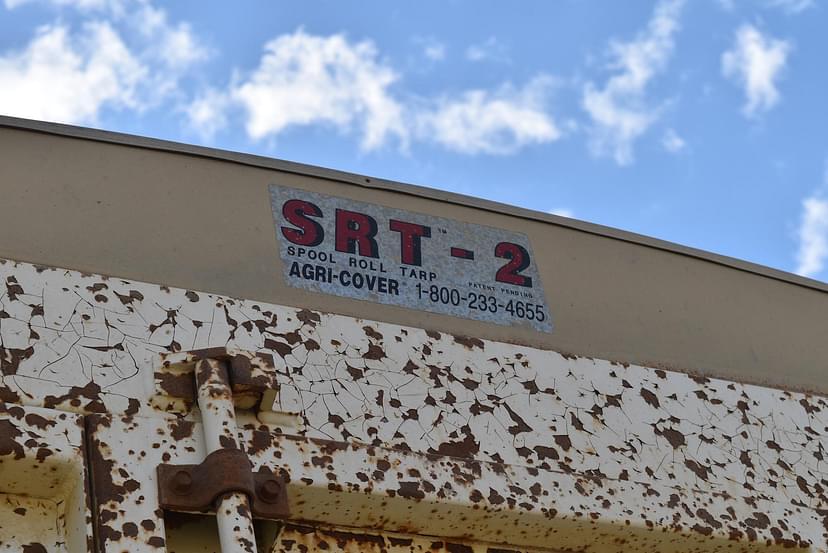 SRT™-2
SPOOL ROLL TARP
PATENT PENDING
AGRI-COVER 1-800-233-4655